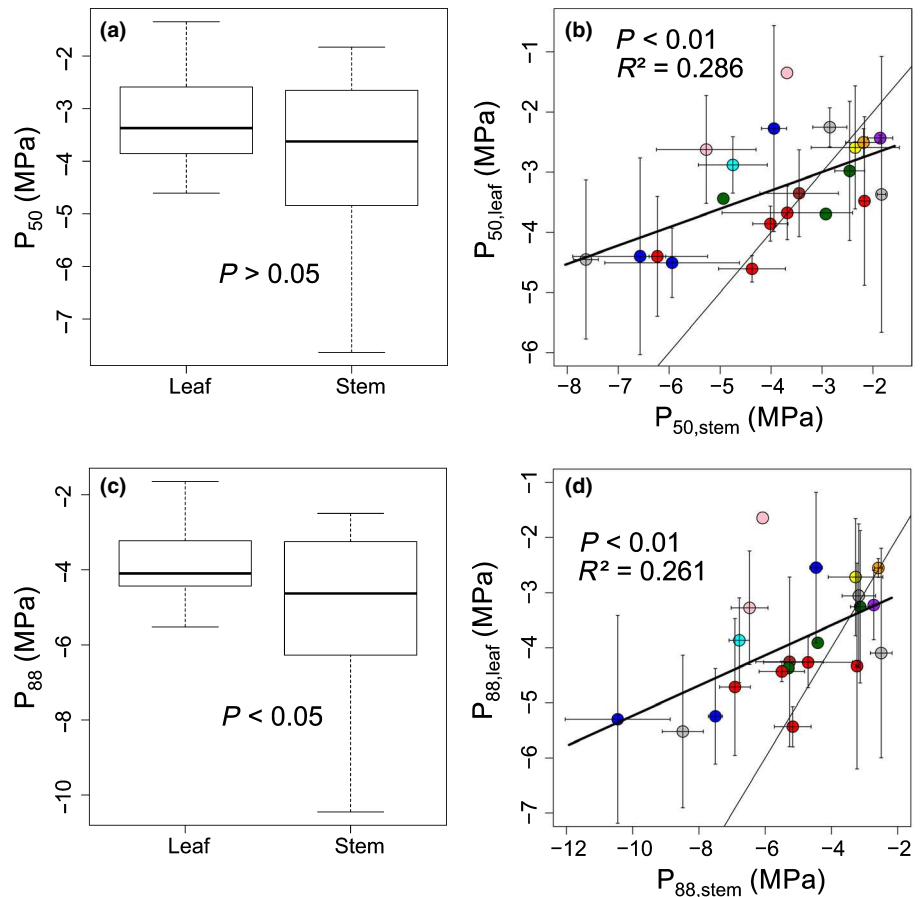 (a)
P50 (MPa)
−2
−3
−4
−5
−6
−7
P > 0.05
Leaf
Stem
(b)
P < 0.01
R² = 0.286
P50,leaf (MPa)
−1
−2
−3
−4
−5
−6
−8
−7
−6
−5
−4
−3
−2
P50,stem (MPa)
(c)
P88 (MPa)
−2
−4
−6
−8
−10
P < 0.05
Leaf
Stem
(d)
P < 0.01
R² = 0.261
P88,leaf (MPa)
−1
−2
−3
−4
−5
−6
−7
−12
−10
−8
−6
−4
−2
P88,stem (MPa)